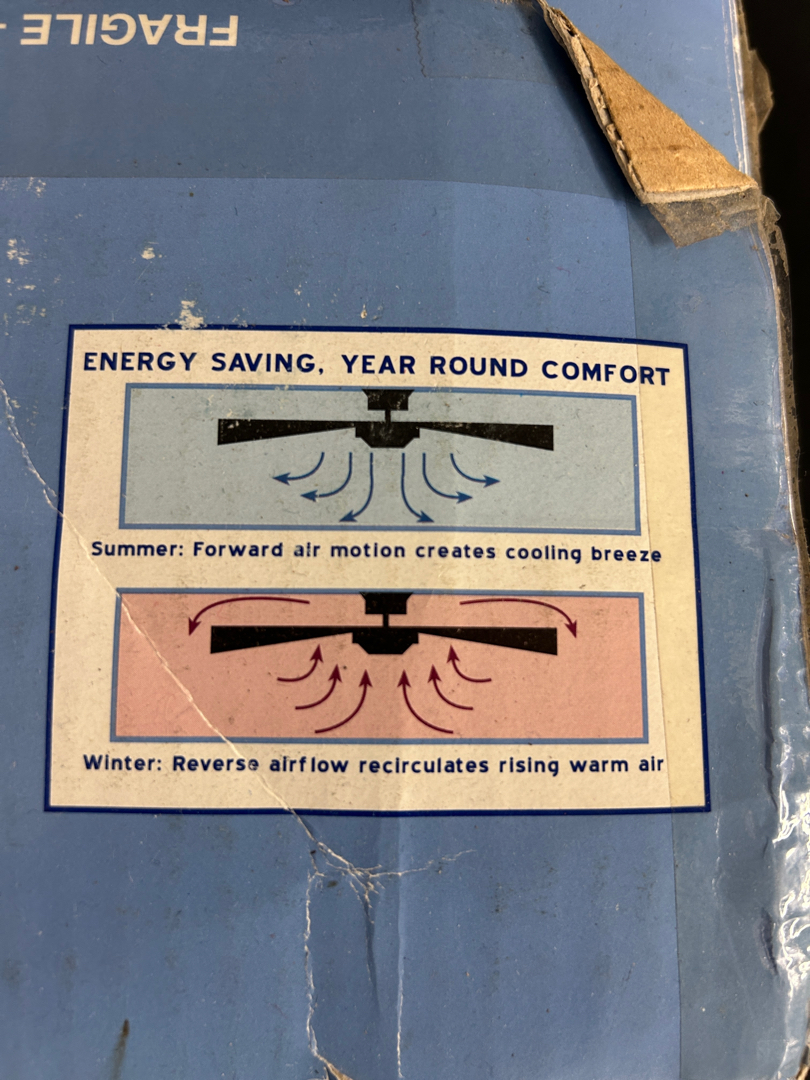 FRAGILE -
ENERGY SAVING, YEAR ROUND COMFORT
Summer: Forward air motion creates cooling breeze
Winter: Reverse airflow recirculates rising warm air